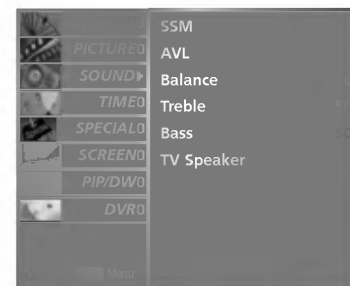 PICTURE
SOUND
TIME
SPECIAL
SCREEN
PIP/DW
DVR
Menu
SSM
AVL
Balance
Treble
Bass
TV Speaker